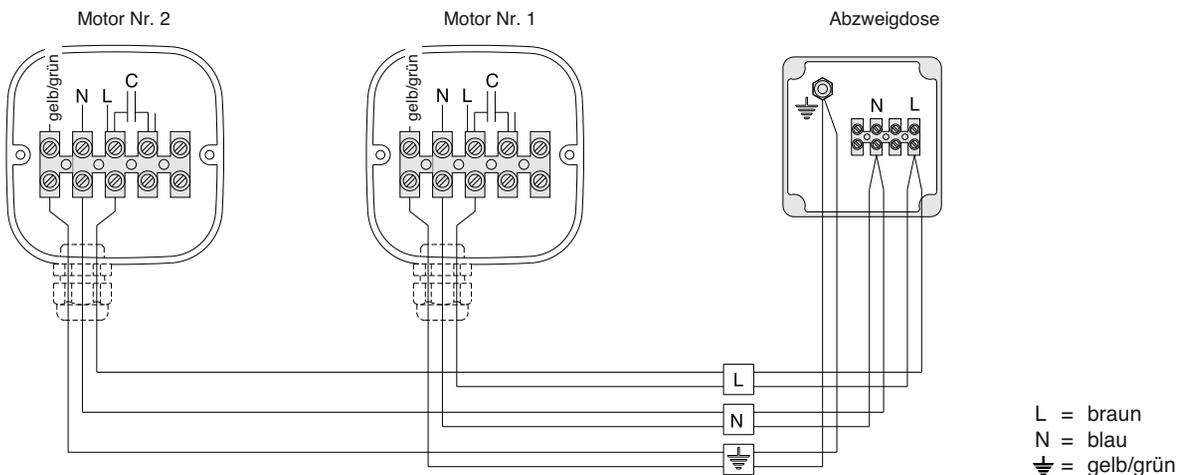 Motor Nr. 2
Motor Nr. 1
Abzweigdose
gelb/grün
N L C
gelb/grün
N L C
N L
L
N
L = braun
N = blau
⏚ = gelb/grün